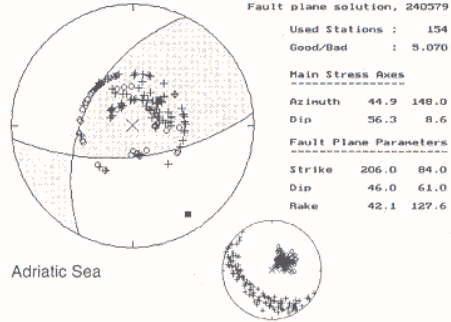 Fault plane solution, 240579
Used Stations : 154
Good/Bad : 5.070
Main Stress Axes
Azimuth 44.9 148.0
Dip 56.3 8.6
Fault Plane Parameters
Strike 206.0 84.0
Dip 46.0 61.0
Rake 42.1 127.6
Adriatic Sea